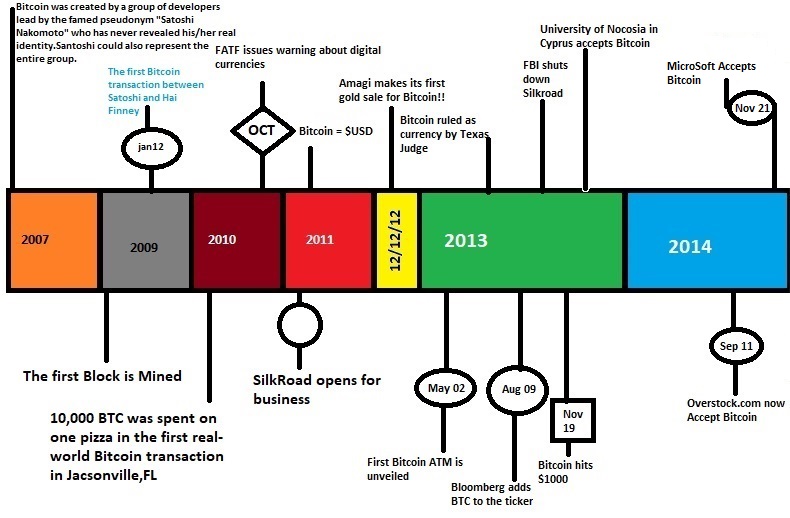 Bitcoin was created by a group of developers
lead by the famed pseudonym "Satoshi
Nakomoto" who has never revealed his/her real
identity.Santoshi could also represent the
entire group.
The first Bitcoin
transaction between
Satoshi and Hai
Finney
jan12
FATF issues warning about digital
currencies
OCT
Bitcoin = $USD
Amagi makes its first
gold sale for Bitcoin!!
Bitcoin ruled as
currency by Texas
Judge
FBI shuts
down
Silkroad
University of Nocosia in
Cyprus accepts Bitcoin
MicroSoft Accepts
Bitcoin
Nov 21
2007
2009
2010
2011
12/12/12
2013
2014
The first Block is Mined
10,000 BTC was spent on
one pizza in the first real-
world Bitcoin transaction
in Jacsonville,FL
SilkRoad opens for
business
May 02
First Bitcoin ATM is
unveiled
Aug 09
Bloomberg adds
BTC to the ticker
Nov
19
Bitcoin hits
$1000
Sep 11
Overstock.com now
Accept Bitcoin